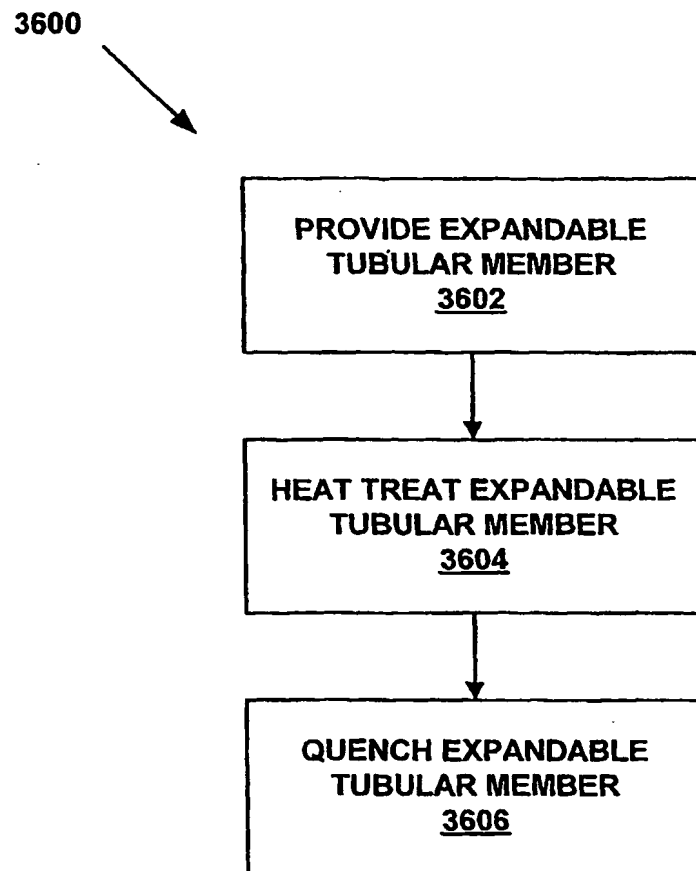 3600
PROVIDE EXPANDABLE
TUBULAR MEMBER
3602
HEAT TREAT EXPANDABLE
TUBULAR MEMBER
3604
QUENCH EXPANDABLE
TUBULAR MEMBER
3606